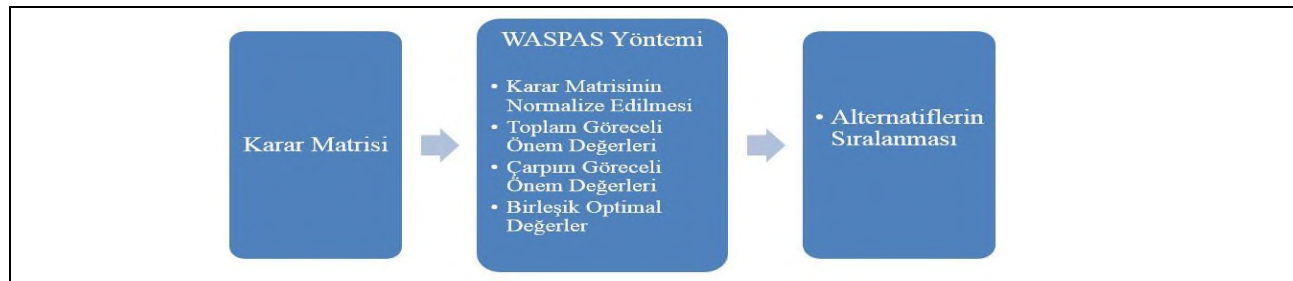 Karar Matrisi
WASPAS Yöntemi
• Karar Matrisinin
Normalize Edilmesi
• Toplam Göreceli
Önem Değerleri
• Çarpım Göreceli
Önem Değerleri
• Birleşik Optimal
Değerler
• Alternatiflerin
Sıralanması